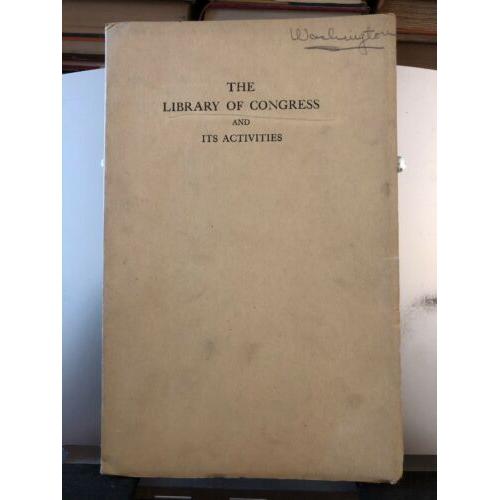 Washington
THE
LIBRARY OF CONGRESS
AND
ITS ACTIVITIES